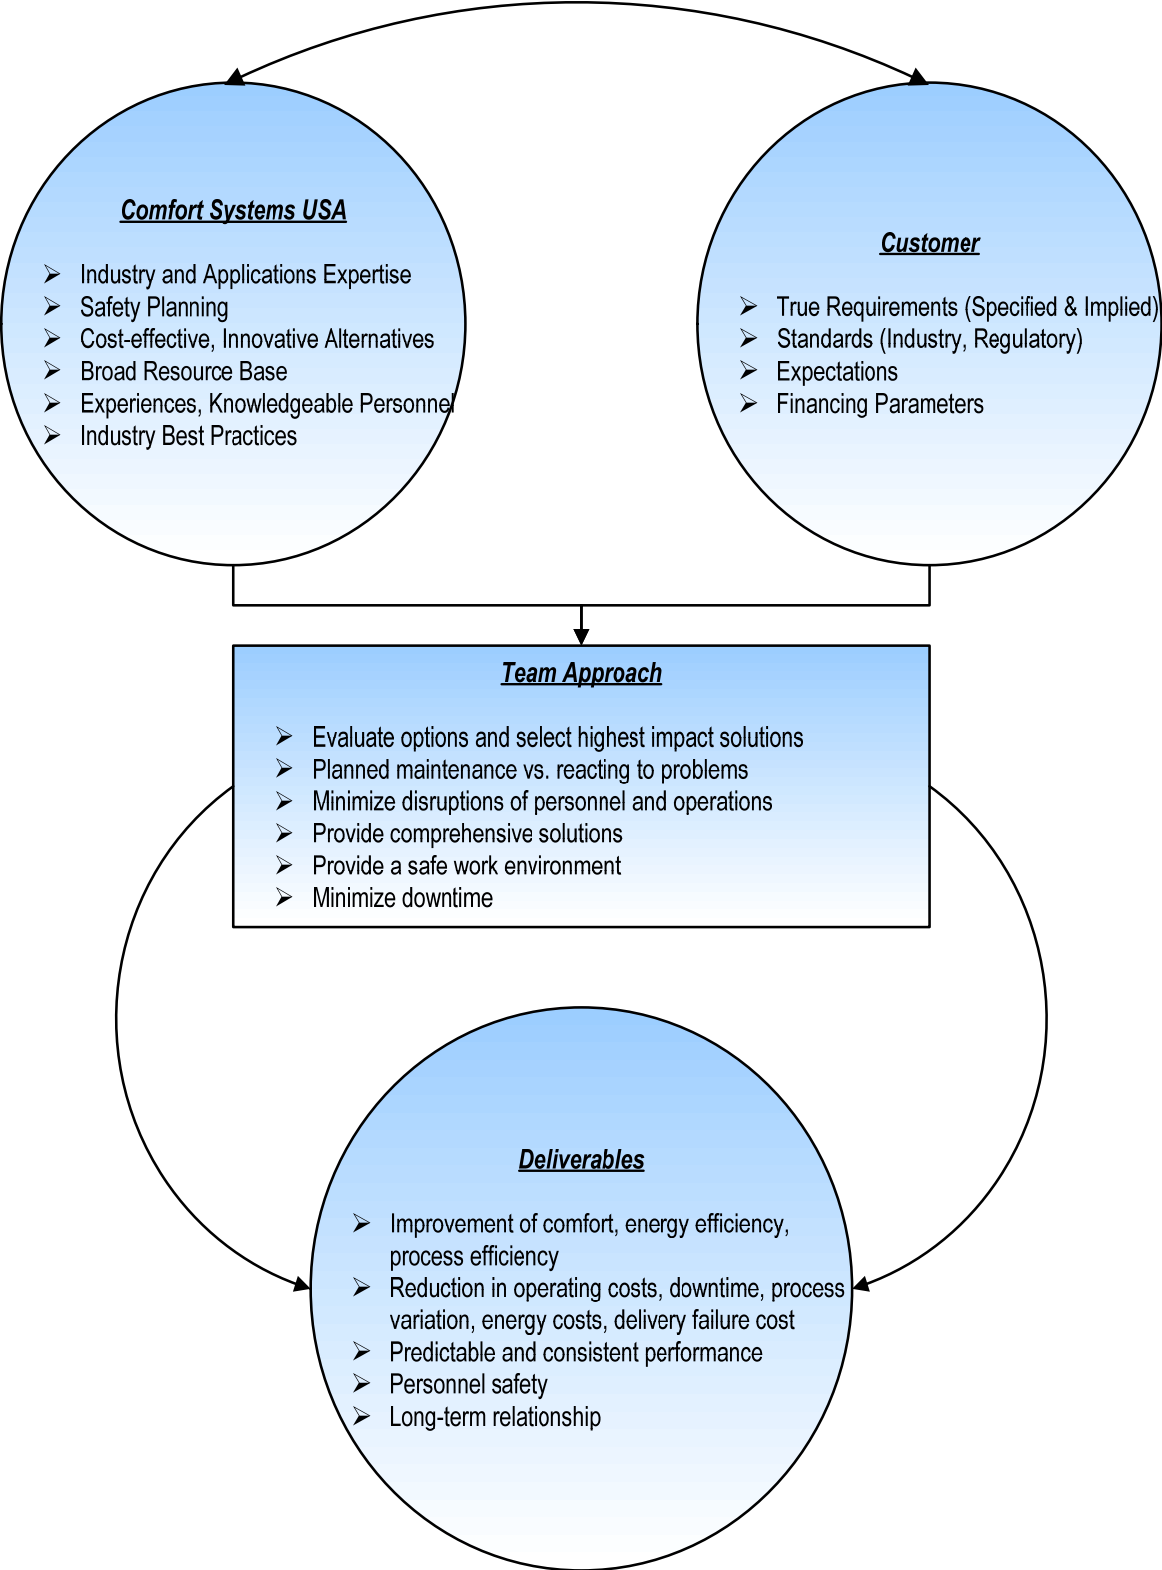 Comfort Systems USA
Industry and Applications Expertise
Safety Planning
Cost-effective, Innovative Alternatives
Broad Resource Base
Experiences, Knowledgeable Personnel
Industry Best Practices
Customer
True Requirements (Specified & Implied)
Standards (Industry, Regulatory)
Expectations
Financing Parameters
Team Approach
Evaluate options and select highest impact solutions
Planned maintenance vs. reacting to problems
Minimize disruptions of personnel and operations
Provide comprehensive solutions
Provide a safe work environment
Minimize downtime
Deliverables
Improvement of comfort, energy efficiency,
process efficiency
Reduction in operating costs, downtime, process
variation, energy costs, delivery failure cost
Predictable and consistent performance
Personnel safety
Long-term relationship